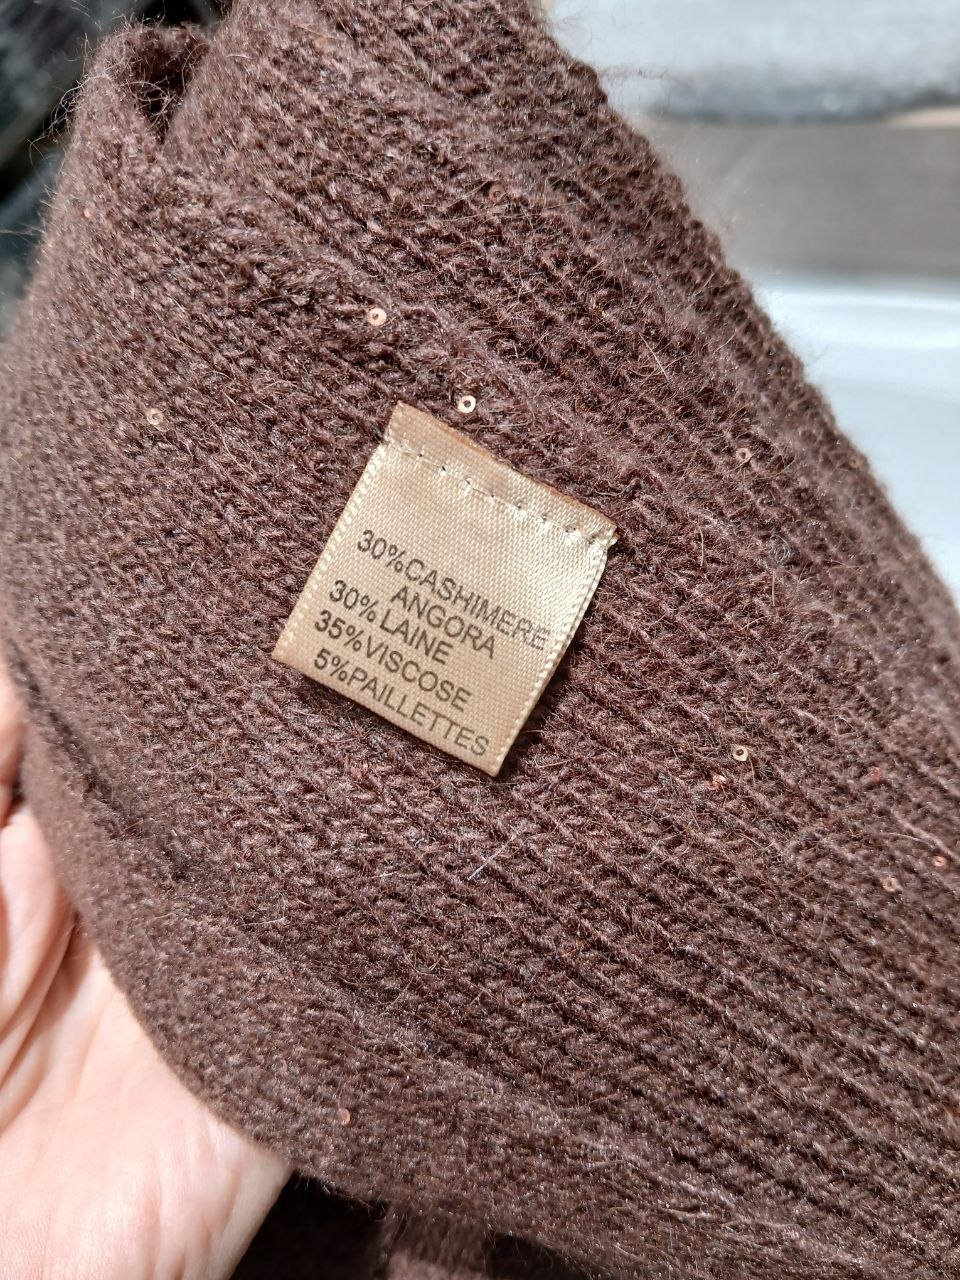 30%CASHIMERE
ANGORA
30%LAINE
35%VISCOSE
5%PAILLETTES